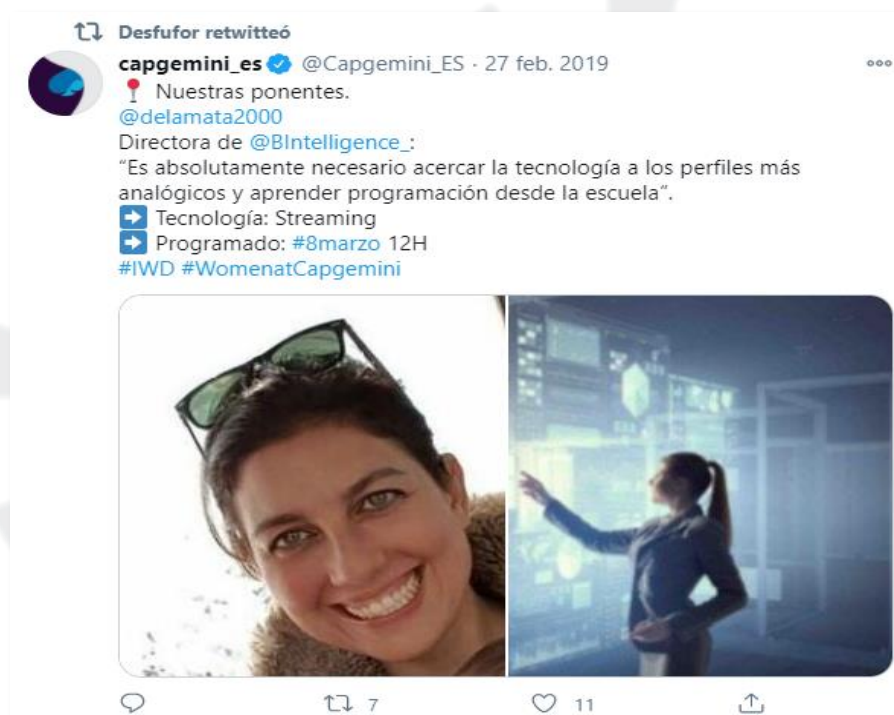 Desfufor retwitteó
capgemini_es @Capgemini_ES · 27 feb. 2019
Nuestras ponentes.
@delamata2000
Directora de @BIntelligence_:
“Es absolutamente necesario acercar la tecnología a los perfiles más
analógicos y aprender programación desde la escuela”.
Tecnología: Streaming
Programado: #8marzo 12H
#IWD #WomenatCapgemini
7 11